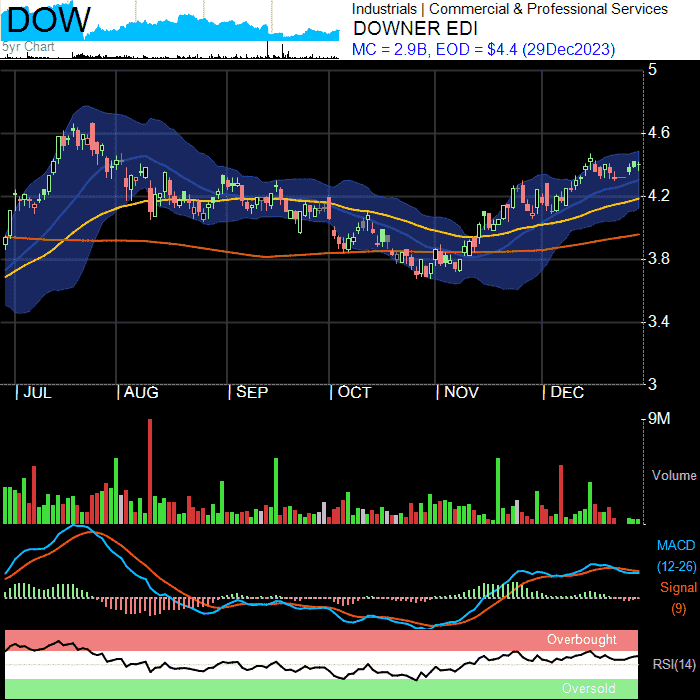 DOW
5yr Chart
Industrials | Commercial & Professional Services
DOWNER EDI
MC = 2.9B, EOD = $4.4 (29Dec2023)
5
4.6
4.2
3.8
3.4
3
| JUL | AUG | SEP | OCT | NOV | DEC
9M
Volume
MACD
(12-26)
Signal
(9)
Overbought
RSI(14)
Oversold